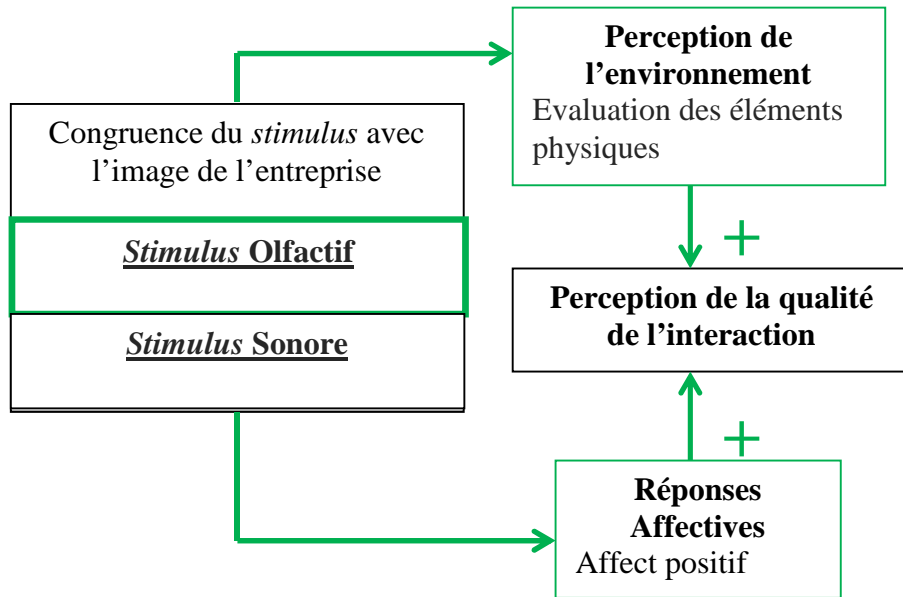 Congruence du stimulus avec
l’image de l’entreprise
Stimulus Olfactif
Stimulus Sonore
Perception de
l’environnement
Evaluation des éléments
physiques
+
Perception de la qualité
de l’interaction
+
Réponses
Affectives
Affect positif